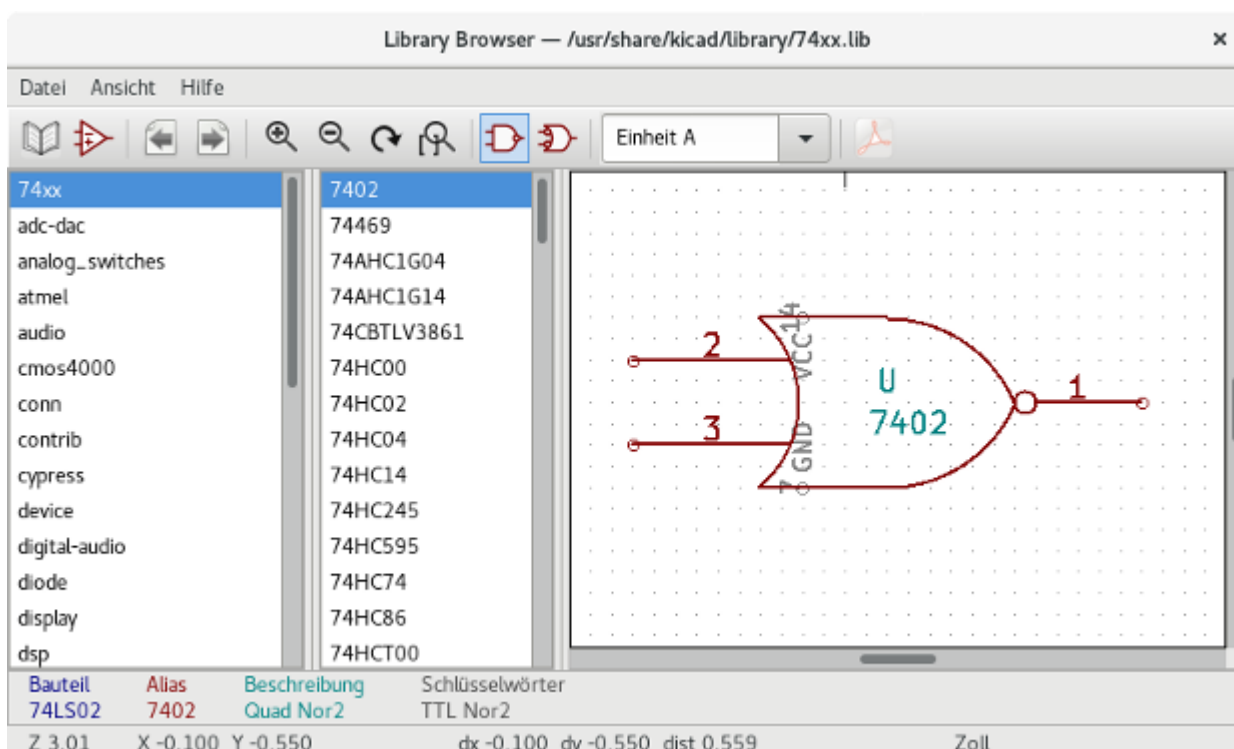 Library Browser — /usr/share/kicad/library/74xx.lib
Datei Ansicht Hilfe
Einheit A
74xx
adc-dac
analog_switches
atmel
audio
cmos4000
conn
contrib
cypress
device
digital-audio
diode
display
dsp
7402
74469
74AHC1G04
74AHC1G14
74CBTLV3861
74HC00
74HC02
74HC04
74HC14
74HC245
74HC595
74HC74
74HC86
74HCT00
14
VCC
2
3
GND
7
U
7402
1
Bauteil Alias Beschreibung Schlüsselwörter
74LS02 7402 Quad Nor2 TTL Nor2
Z 3.01 X -0.100 Y -0.550 dx -0.100 dy -0.550 dist 0.559 Zoll